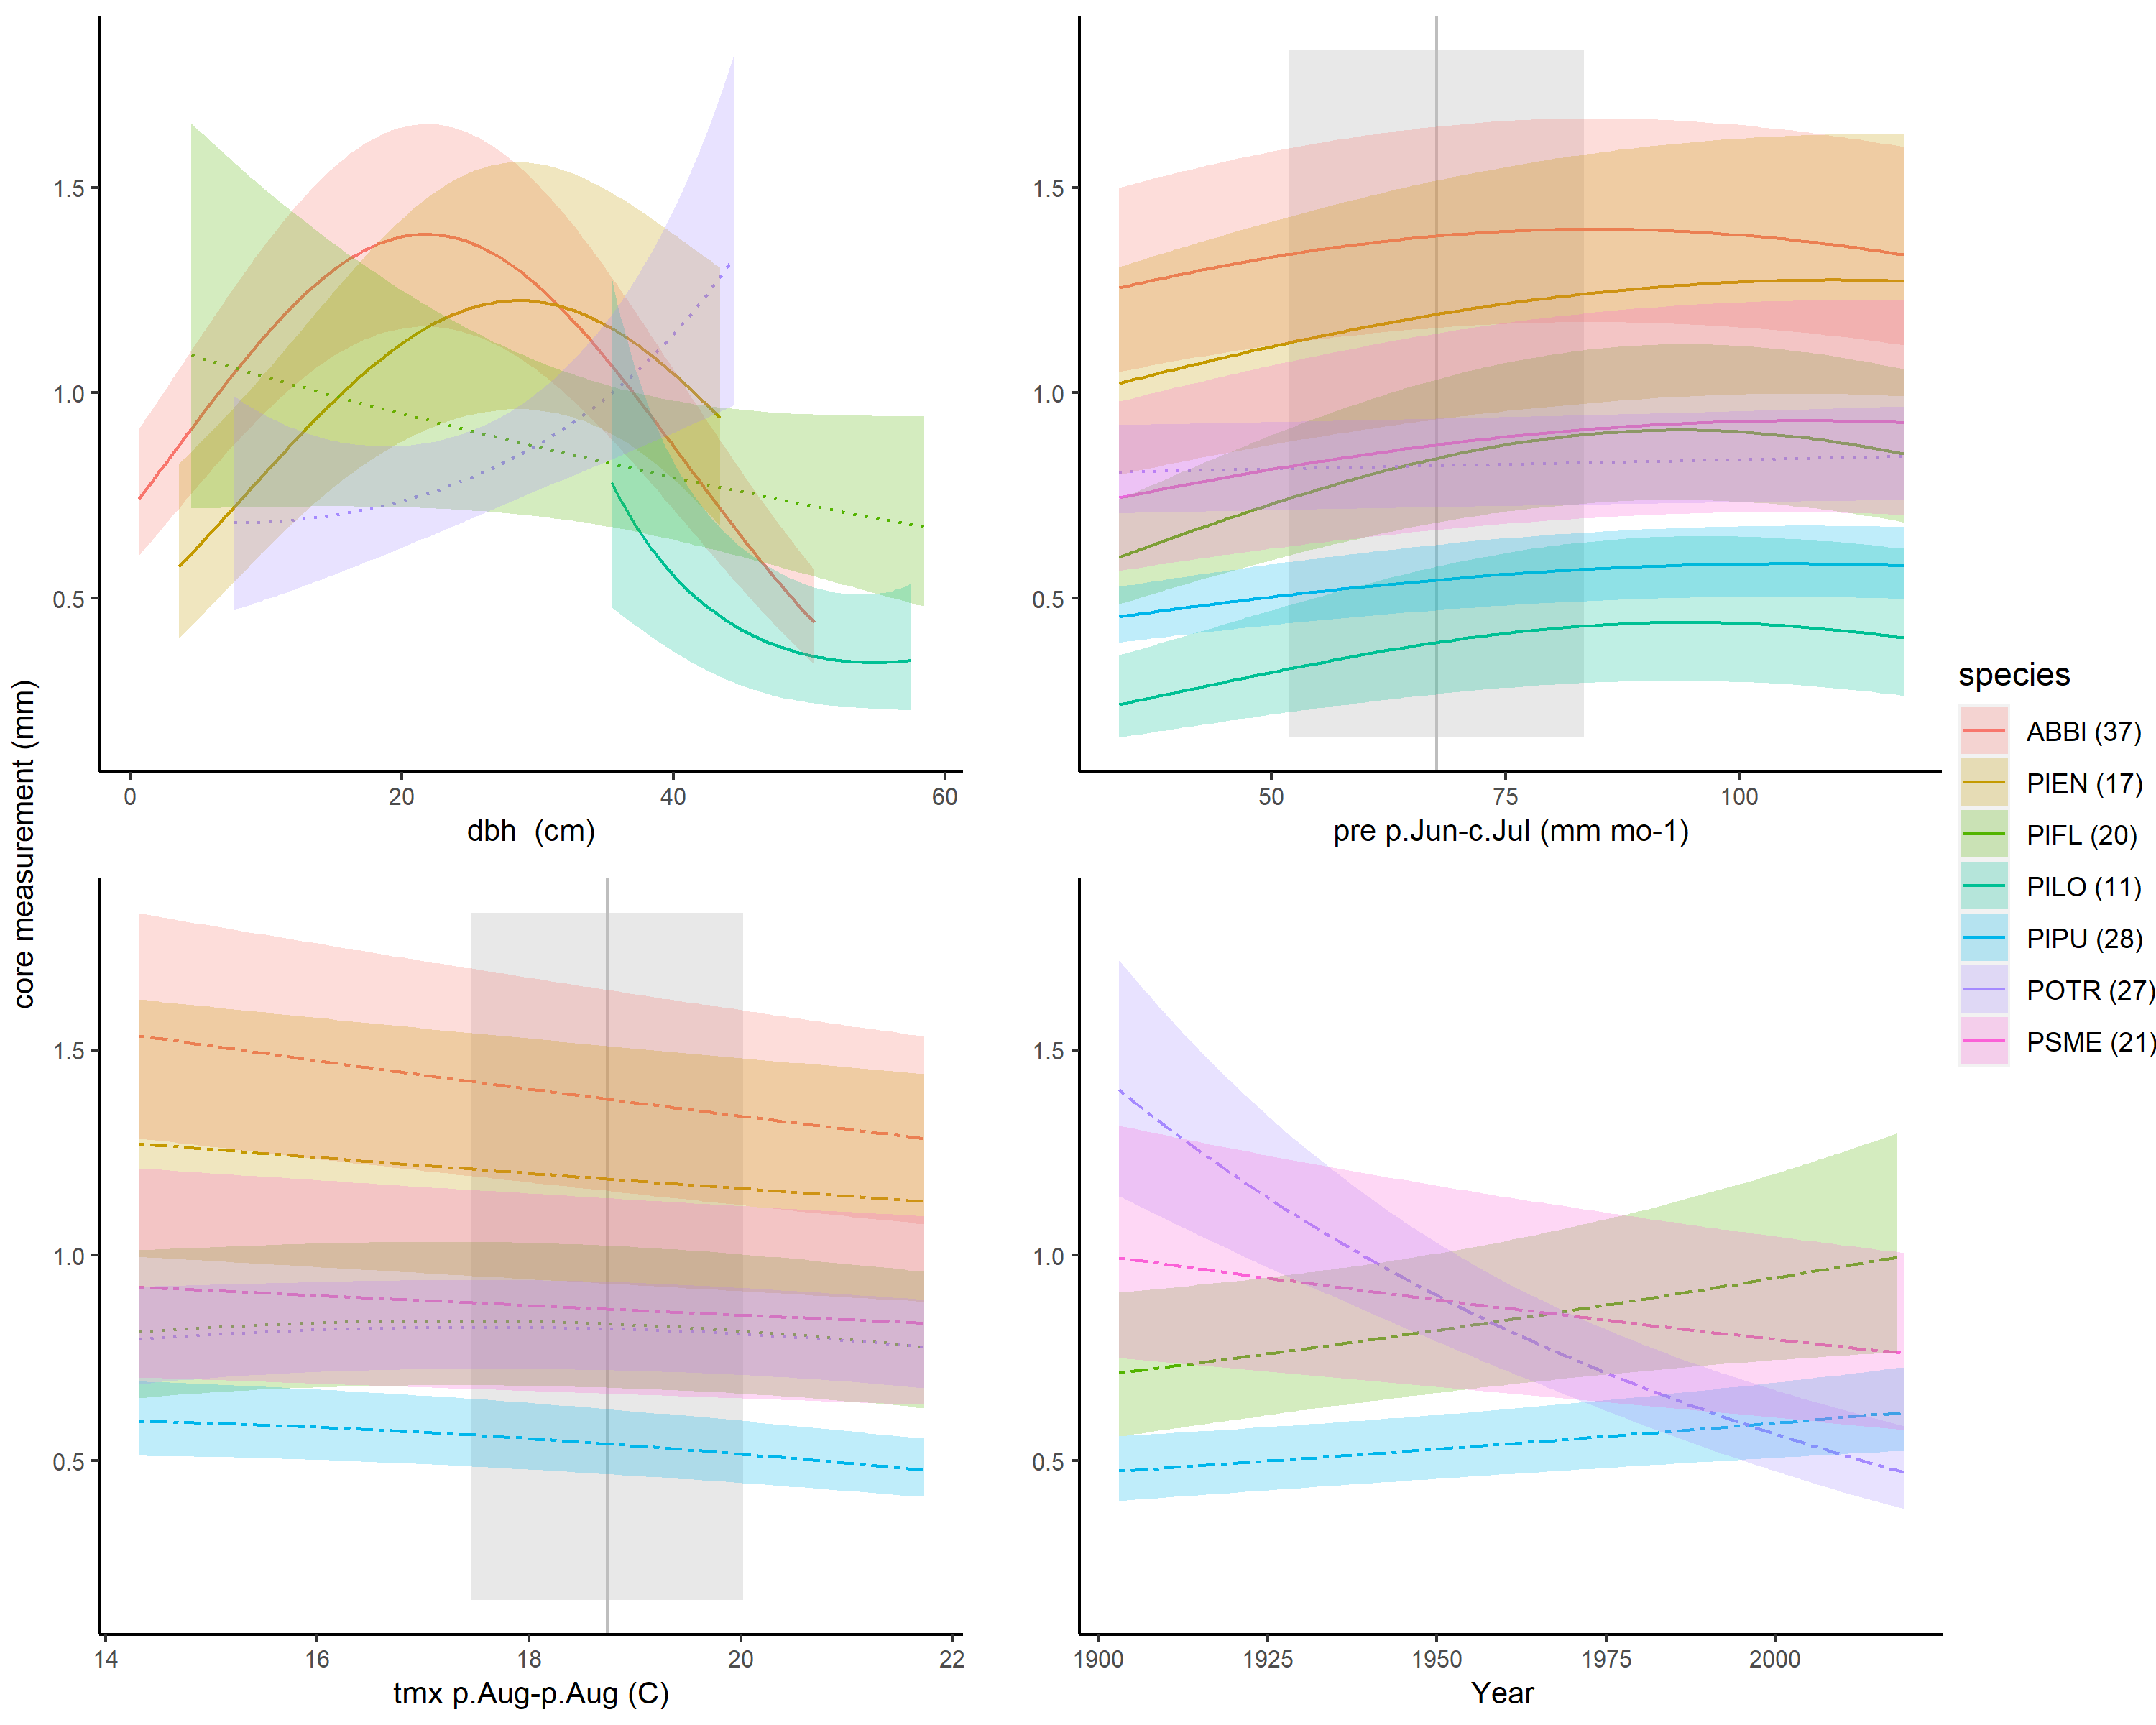 core measurement (mm)
1.5
1.0
0.5
0 20 40 60
dbh (cm)
1.5
1.0
0.5
50 75 100
pre p.Jun-c.Jul (mm mo-1)
1.5
1.0
0.5
14 16 18 20 22
tmx p.Aug-p.Aug (C)
1.5
1.0
0.5
1900 1925 1950 1975 2000
Year
species
ABBI (37)
PIEN (17)
PIFL (20)
PILO (11)
PIPU (28)
POTR (27)
PSME (21)